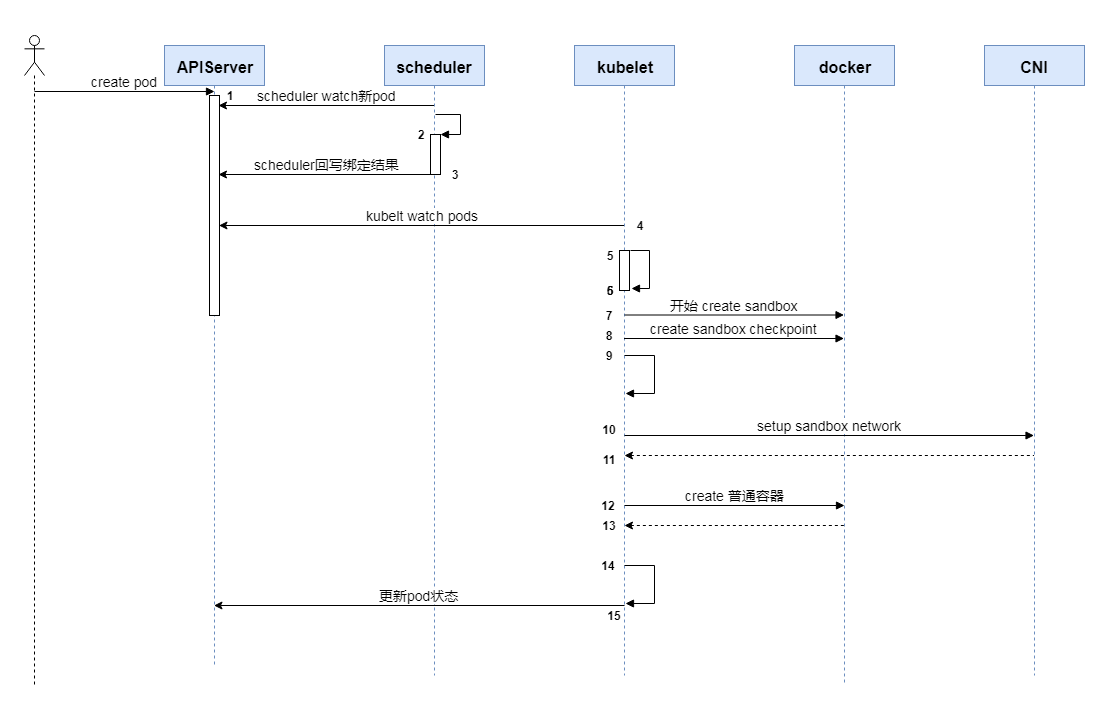 APIServer
scheduler
kubelet
docker
CNI
create pod
1
scheduler watch新pod
2
scheduler回写绑定结果
3
kubelt watch pods
4
5
6
开始 create sandbox
7
create sandbox checkpoint
8
9
setup sandbox network
10
11
create 普通容器
12
13
14
更新pod状态
15